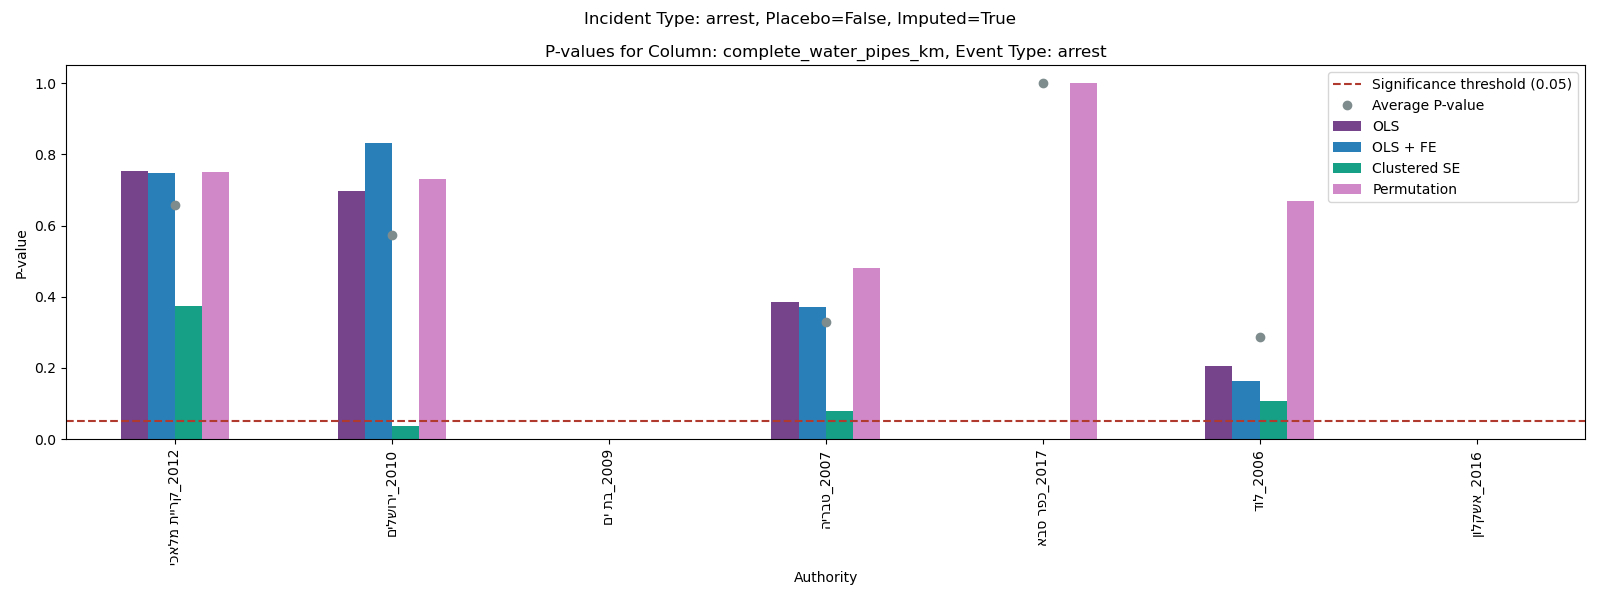 Incident Type: arrest, Placebo=False, Imputed=True
P-values for Column: complete_water_pipes_km, Event Type: arrest
P-value
1.0
0.8
0.6
0.4
0.2
0.0
Significance threshold (0.05)
Average P-value
OLS
OLS + FE
Clustered SE
Permutation
קריית מלאכי_2012
ירושלים_2010
בת ים_2009
טבריה_2007
כפר סבא_2017
לוד_2006
אשקלון_2016
Authority